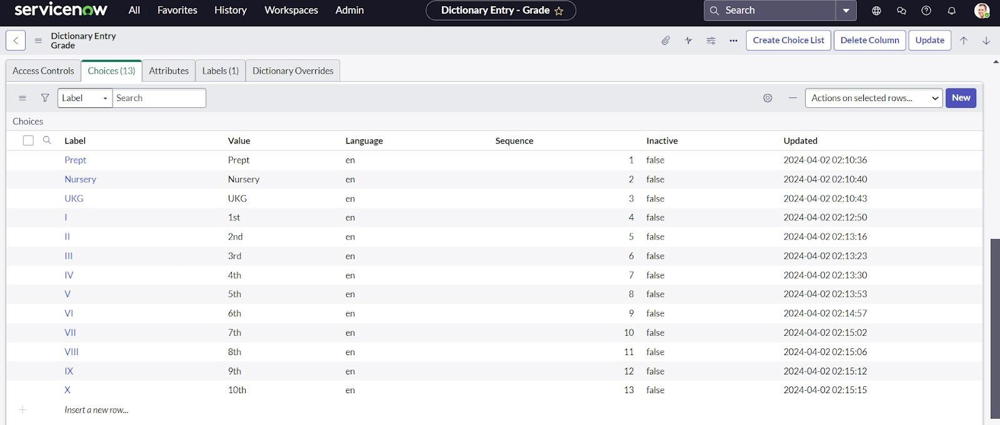 servicenow All Favorites History Workspaces Admin Dictionary Entry - Grade Search
Dictionary Entry
Grade
Create Choice List Delete Column Update
Access Controls Choices (13) Attributes Labels (1) Dictionary Overrides
Label Search Actions on selected rows... New
Choices
Label Value Language Sequence Inactive Updated
Prept Prept en 1 false 2024-04-02 02:10:36
Nursery Nursery en 2 false 2024-04-02 02:10:40
UKG UKG en 3 false 2024-04-02 02:10:43
I 1st en 4 false 2024-04-02 02:12:50
II 2nd en 5 false 2024-04-02 02:13:16
III 3rd en 6 false 2024-04-02 02:13:23
IV 4th en 7 false 2024-04-02 02:13:30
V 5th en 8 false 2024-04-02 02:13:53
VI 6th en 9 false 2024-04-02 02:14:57
VII 7th en 10 false 2024-04-02 02:15:02
VIII 8th en 11 false 2024-04-02 02:15:06
IX 9th en 12 false 2024-04-02 02:15:12
X 10th en 13 false 2024-04-02 02:15:15
Insert a new row...